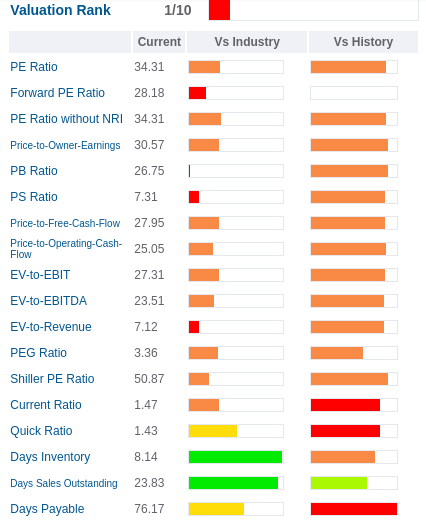 Valuation Rank 1/10
Current Vs Industry Vs History
PE Ratio 34.31
Forward PE Ratio 28.18
PE Ratio without NRI 34.31
Price-to-Owner-Earnings 30.57
PB Ratio 26.75
PS Ratio 7.31
Price-to-Free-Cash-Flow 27.95
Price-to-Operating-Cash-
Flow 25.05
EV-to-EBIT 27.31
EV-to-EBITDA 23.51
EV-to-Revenue 7.12
PEG Ratio 3.36
Shiller PE Ratio 50.87
Current Ratio 1.47
Quick Ratio 1.43
Days Inventory 8.14
Days Sales Outstanding 23.83
Days Payable 76.17